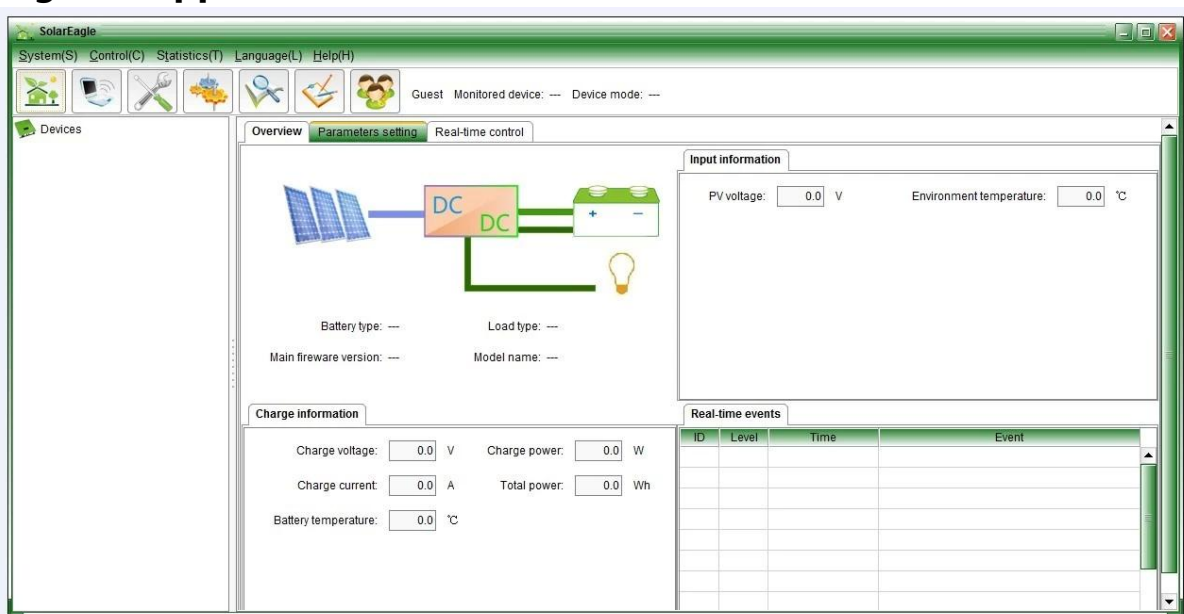 SolarEagle
System(S) Control(C) Statistics(T) Language(L) Help(H)
Guest Monitored device: --- Device mode: ---
Devices
Overview Parameters setting Real-time control
Input information
PV voltage: 0.0 V Environment temperature: 0.0 ℃
DC
DC
+ −
Battery type: --- Load type: ---
Main fireware version: --- Model name: ---
Charge information
Charge voltage: 0.0 V Charge power: 0.0 W
Charge current: 0.0 A Total power: 0.0 Wh
Battery temperature: 0.0 ℃
Real-time events
ID Level Time Event